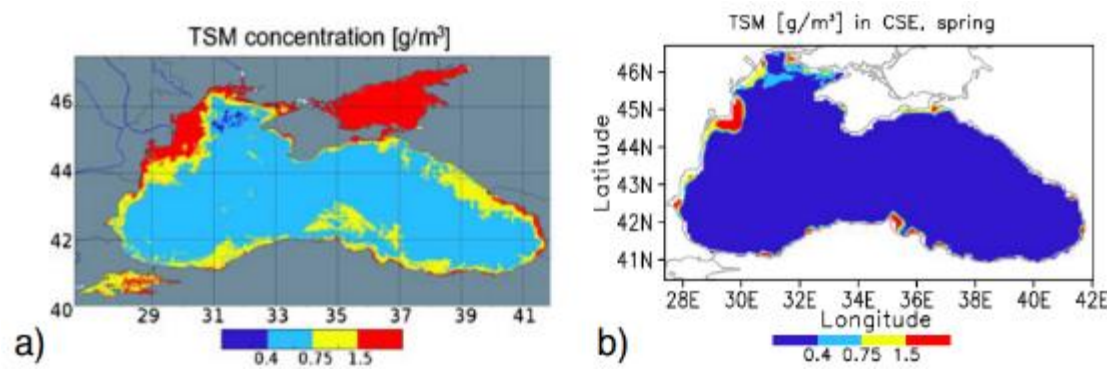 TSM concentration [g/m³]
46
44
42
40
29 31 33 35 37 39 41
0.4 0.75 1.5
a)
TSM [g/m³] in CSE, spring
46N
45N
44N
43N
42N
41N
Latitude
28E 30E 32E 34E 36E 38E 40E 42E
Longitude
0.4 0.75 1.5
b)